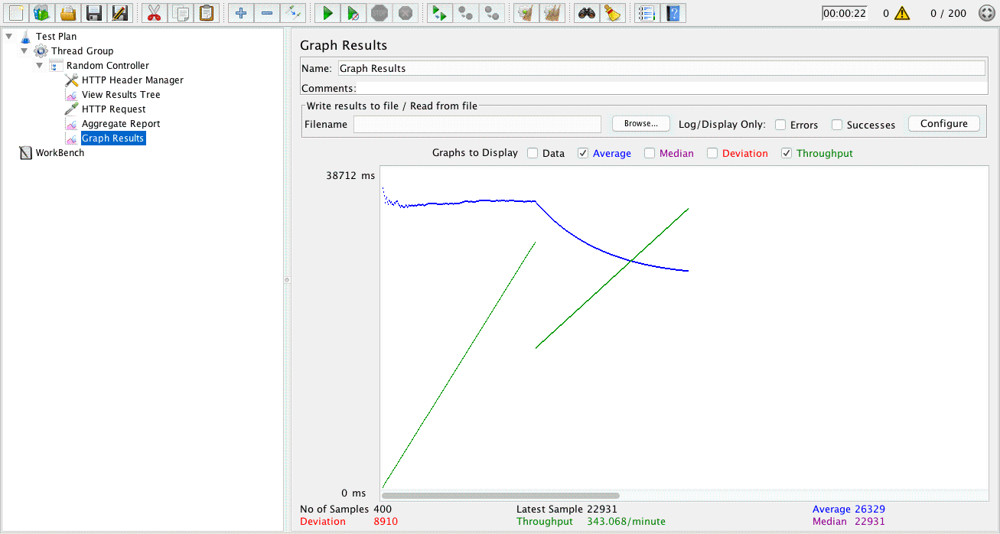 00:00:22 0 0 / 200
Test Plan
Thread Group
Random Controller
HTTP Header Manager
View Results Tree
HTTP Request
Aggregate Report
Graph Results
WorkBench
Graph Results
Name: Graph Results
Comments:
Write results to file / Read from file
Filename Browse... Log/Display Only: Errors Successes Configure
Graphs to Display Data Average Median Deviation Throughput
38712 ms
0 ms
No of Samples 400 Latest Sample 22931 Average 26329
Deviation 8910 Throughput 343.068/minute Median 22931